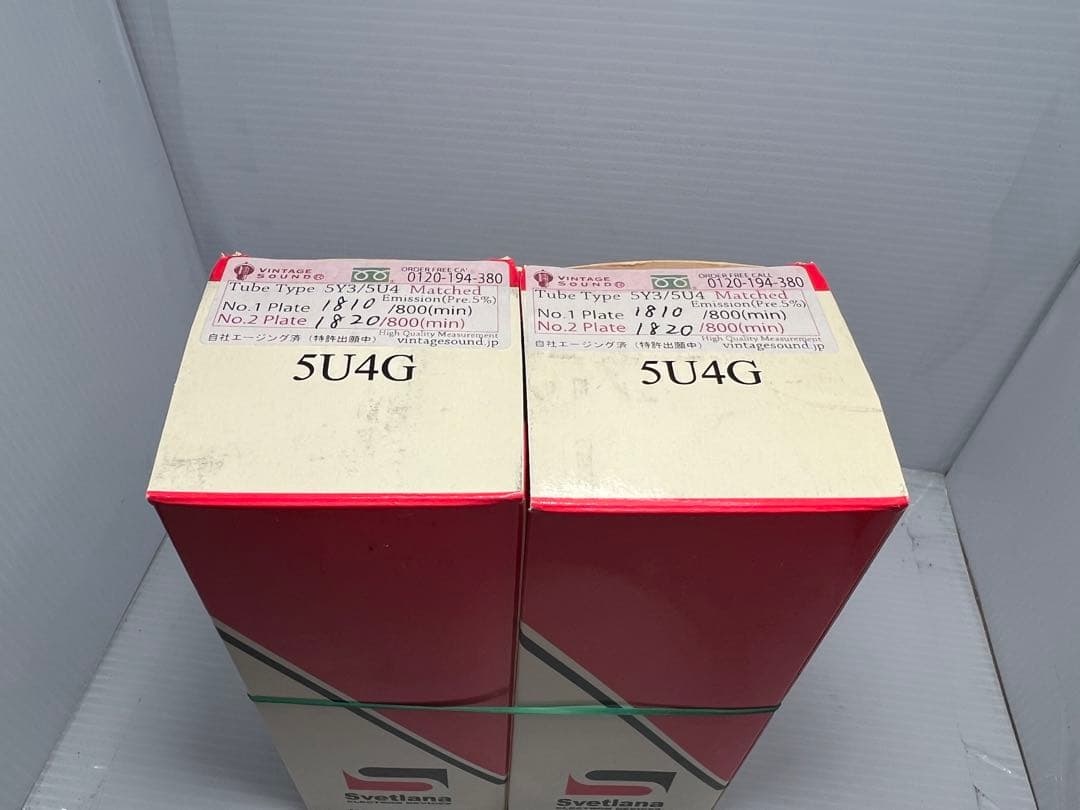 VINTAGE SOUND
ORDER FREE CA
0120-194-380
Tube Type 5Y3/5U4 Matched
Emission(Pre.5%)
No.1 Plate 1810 /800(min)
No.2 Plate 1820 /800(min)
High Quality Measurement
自社エージング済（特許出願中） vintagesound.jp
5U4G
VINTAGE SOUND
ORDER FREE CALL
0120-194-380
Tube Type 5Y3/5U4 Matched
Emission(Pre.5%)
No.1 Plate 1810 /800(min)
No.2 Plate 1820 /800(min)
High Quality Measurement
自社エージング済（特許出願中） vintagesound.jp
5U4G
Svetlana
ELECTRON DEVICES
Svetlana
ELECTRON DEVICES